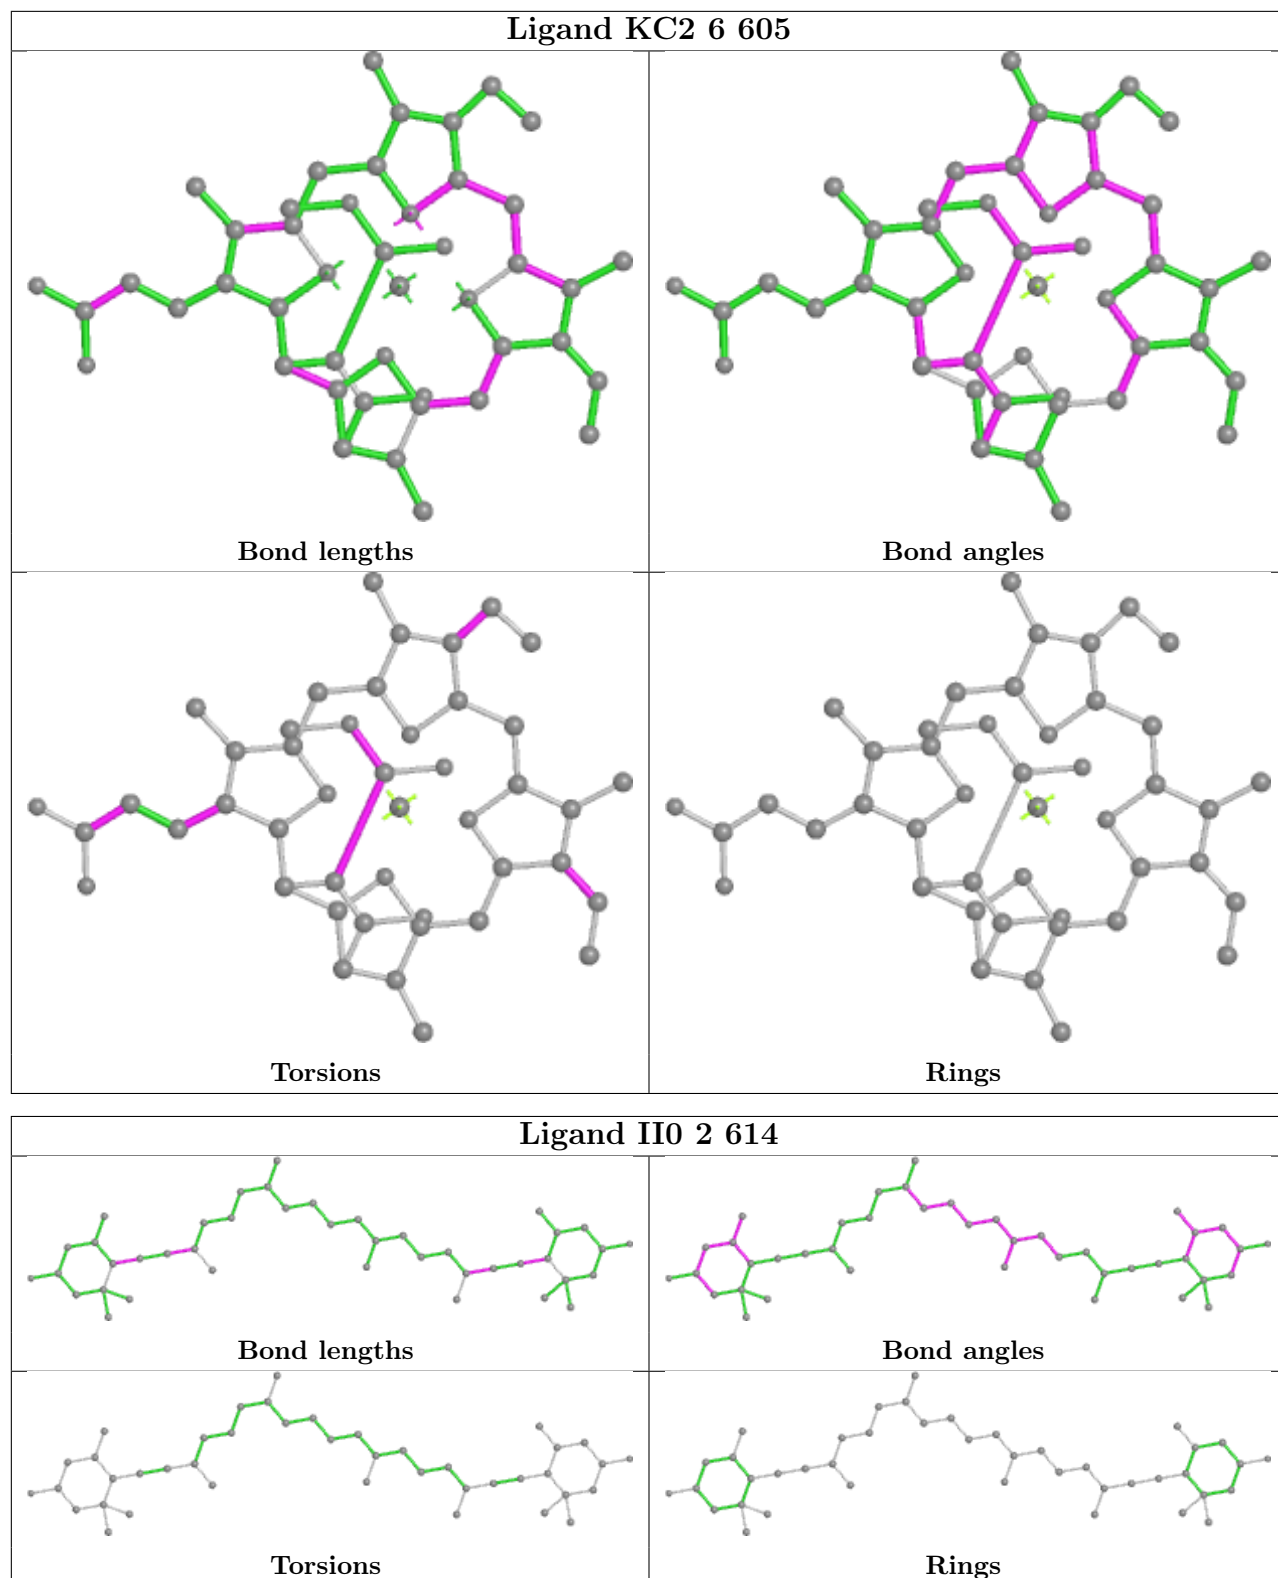 Ligand KC2 6 605
Bond lengths
Bond angles
Torsions
Rings
Ligand II0 2 614
Bond lengths
Bond angles
Torsions
Rings